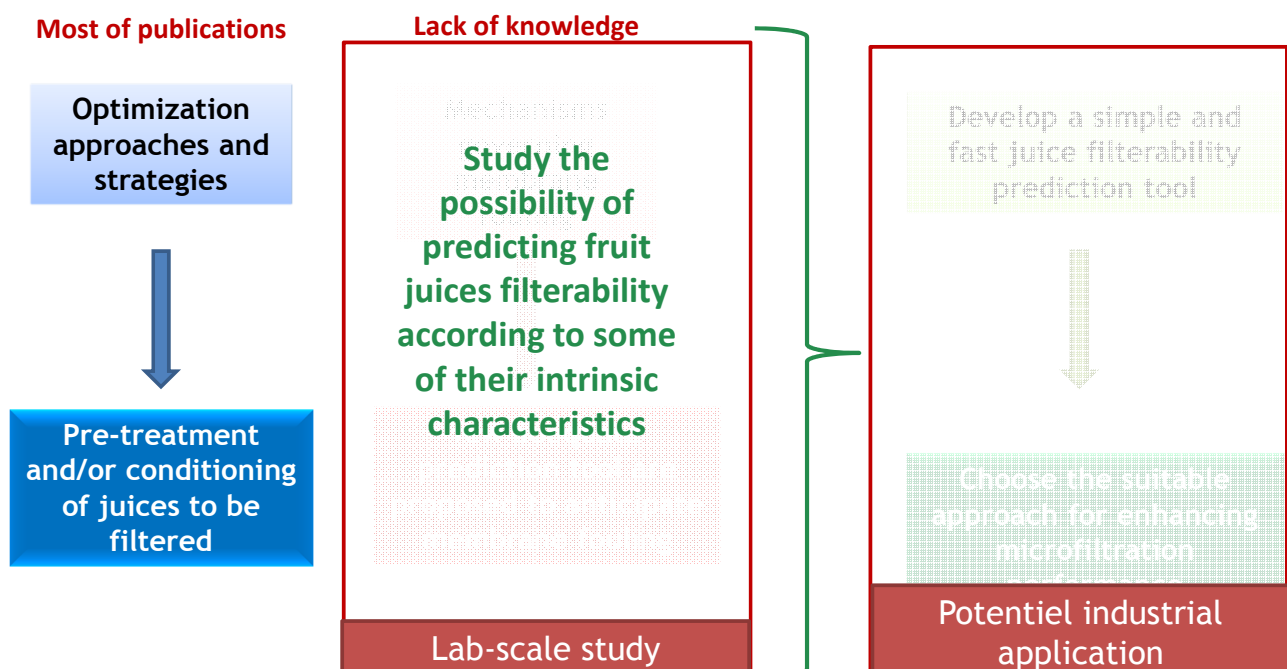 Most of publications
Optimization
approaches and
strategies
Pre-treatment
and/or conditioning
of juices to be
filtered
Lack of knowledge
Mechanisms
Study the
possibility of
predicting fruit
juices filterability
according to some
of their intrinsic
characteristics
Lab-scale study
Develop a simple and
fast juice filterability
prediction tool
Choose the suitable
approach for enhancing
microfiltration
performance
Potentiel industrial
application